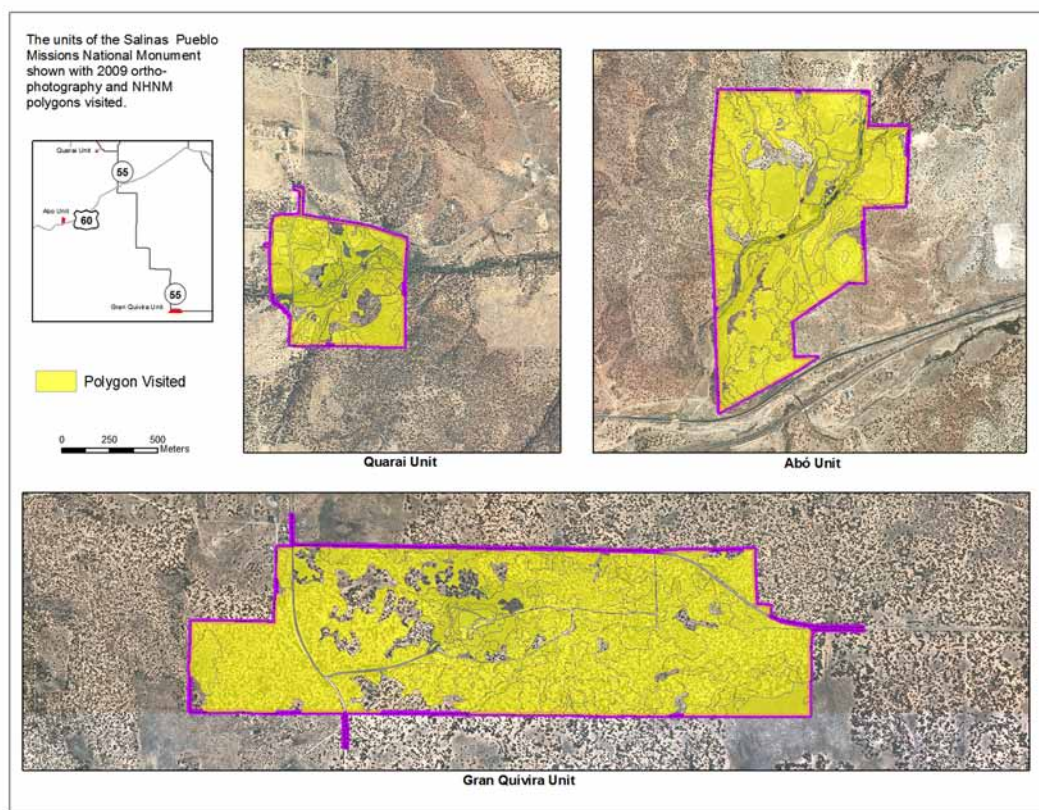 The units of the Salinas Pueblo
Missions National Monument
shown with 2009 ortho-
photography and NHNM
polygons visited.
Quarai Unit
55
Abó Unit
60
55
Gran Quivira Unit
Polygon Visited
0 250 500
Meters
Quarai Unit
Abó Unit
Gran Quivira Unit